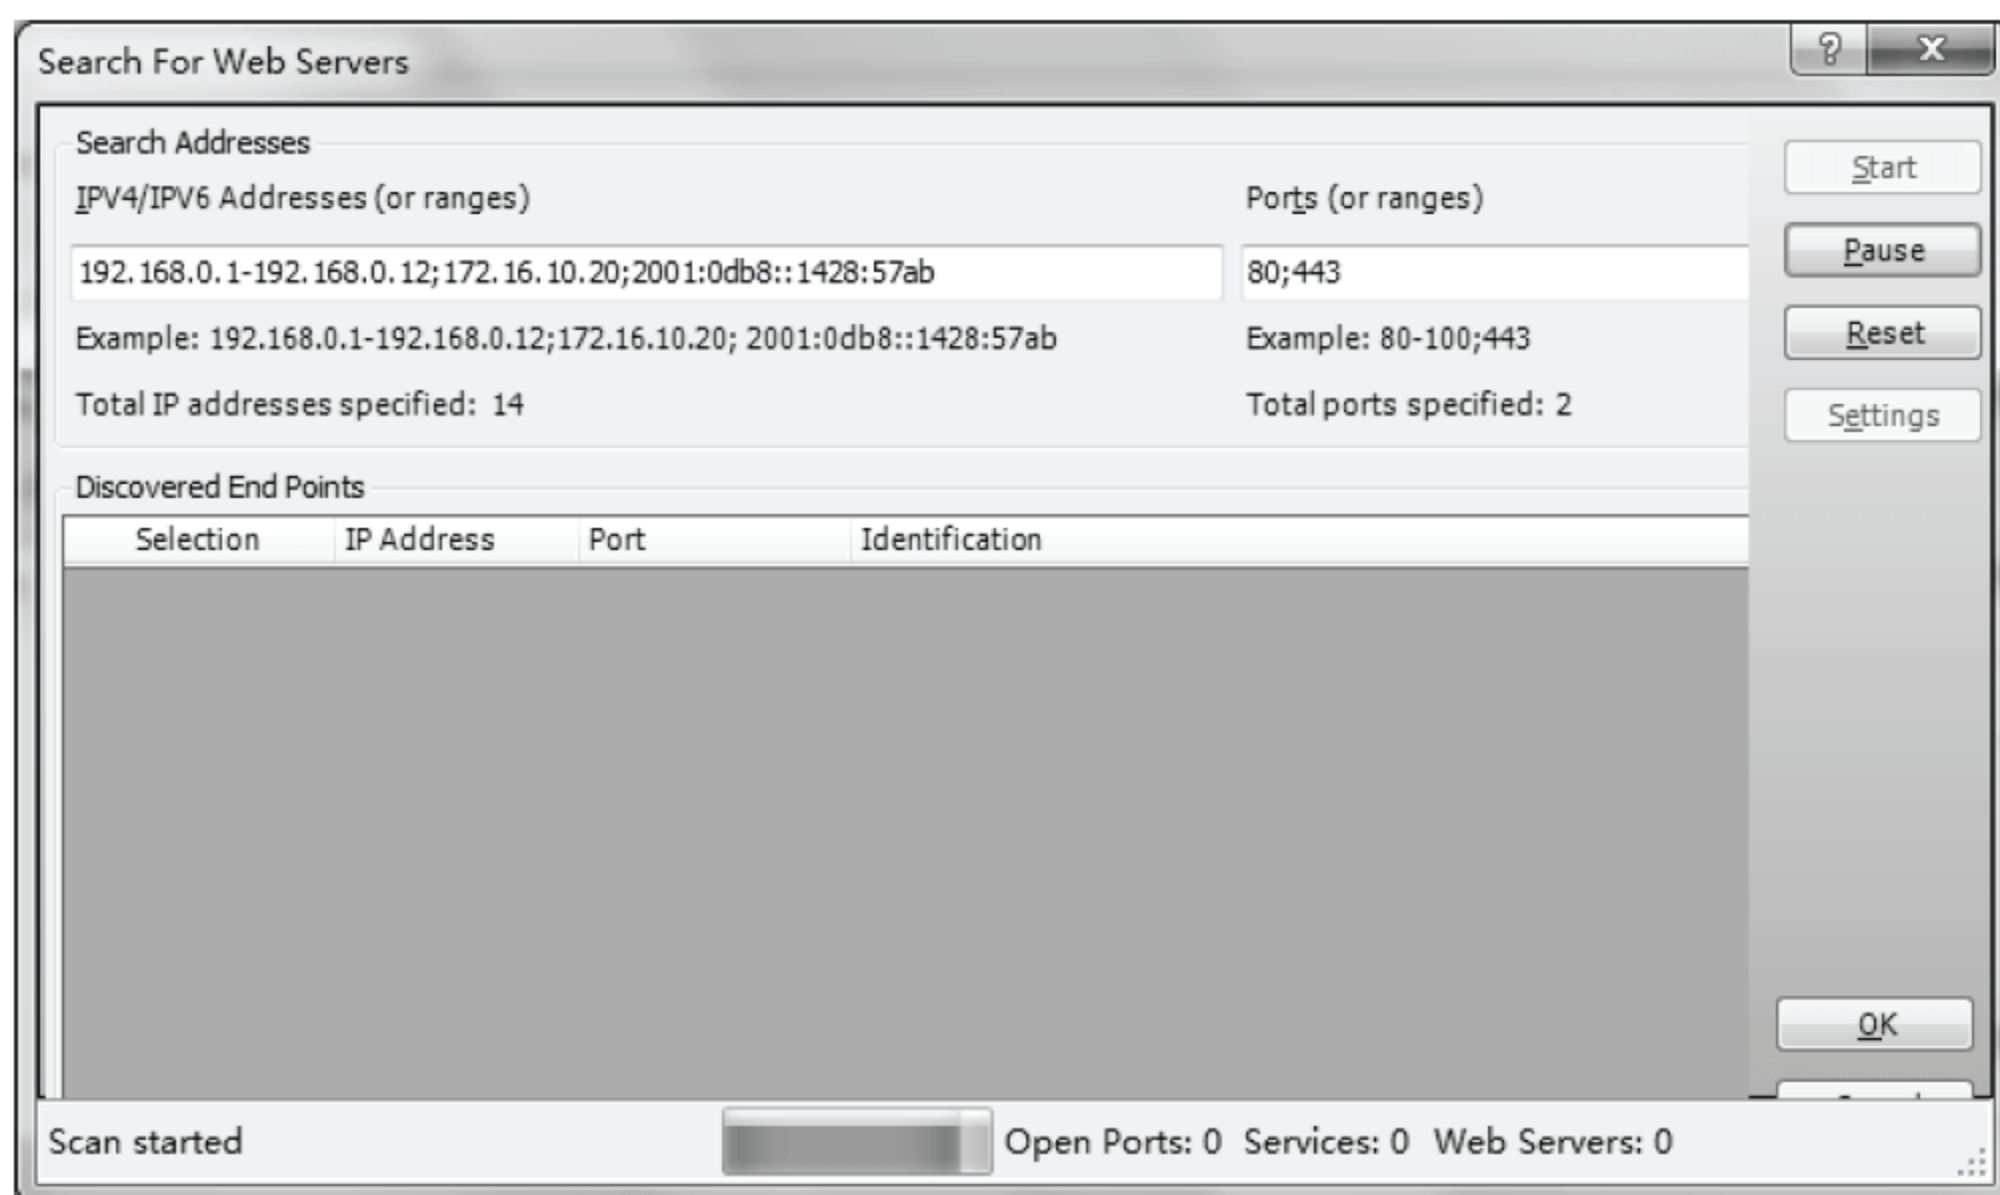 Search For Web Servers
Search Addresses
IPV4/IPV6 Addresses (or ranges) Ports (or ranges)
192.168.0.1-192.168.0.12;172.16.10.20;2001:0db8::1428:57ab 80;443
Example: 192.168.0.1-192.168.0.12;172.16.10.20; 2001:0db8::1428:57ab Example: 80-100;443
Total IP addresses specified: 14 Total ports specified: 2
Start
Pause
Reset
Settings
Discovered End Points
Selection IP Address Port Identification
OK
Scan started Open Ports: 0 Services: 0 Web Servers: 0